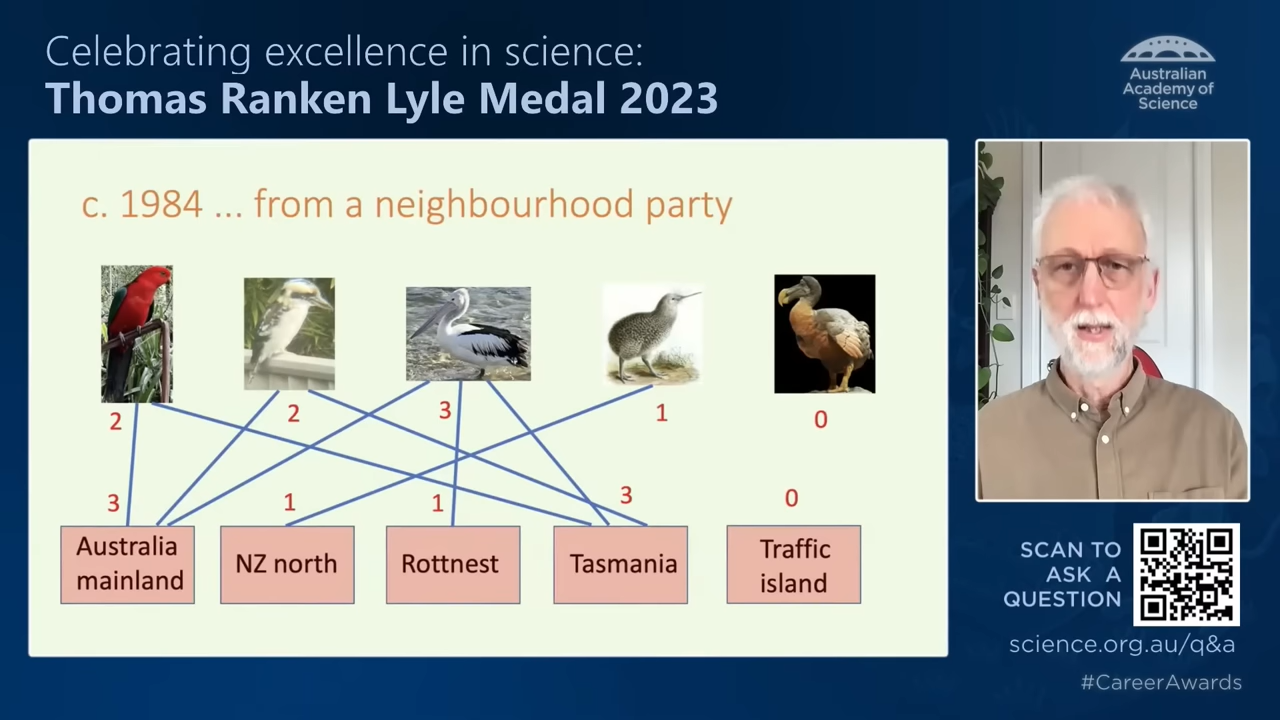 Celebrating excellence in science:
Thomas Ranken Lyle Medal 2023
Australian
Academy of
Science
c. 1984 ... from a neighbourhood party
2
2
3
1
0
3
1
1
3
0
Australia
mainland
NZ north
Rottnest
Tasmania
Traffic
island
SCAN TO
ASK A
QUESTION
science.org.au/q&a
#CareerAwards